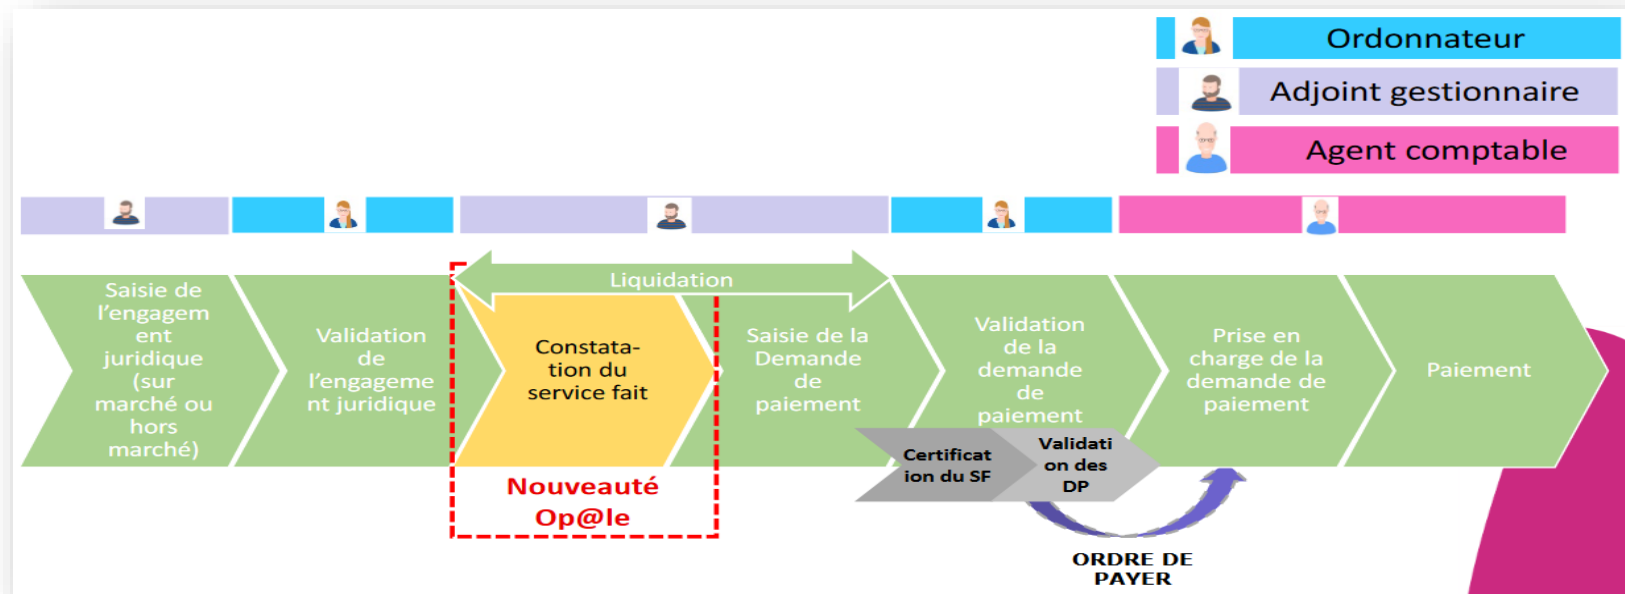 Ordonnateur
Adjoint gestionnaire
Agent comptable
Liquidation
Saisie de
l’engagem
ent
juridique
(sur
marché ou
hors
marché)
Validation
de
l’engageme
nt juridique
Constata-
tion du
service fait
Saisie de la
Demande
de
paiement
Validation
de la
demande
de
paiement
Prise en
charge de la
demande de
paiement
Paiement
Certificat
ion du SF
Validati
on des
DP
Nouveauté
Op@le
ORDRE DE
PAYER